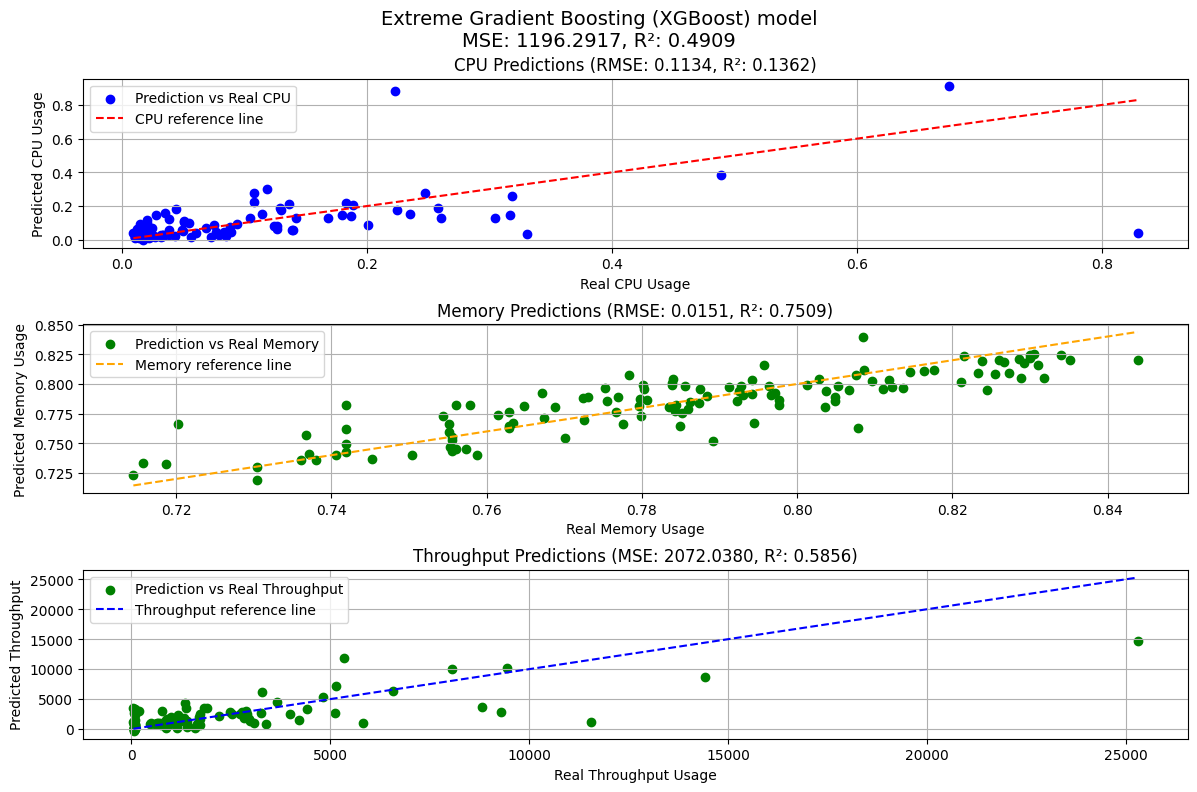 Extreme Gradient Boosting (XGBoost) model
MSE: 1196.2917, R²: 0.4909
CPU Predictions (RMSE: 0.1134, R²: 0.1362)
Predicted CPU Usage
0.8
0.6
0.4
0.2
0.0
Prediction vs Real CPU
CPU reference line
0.0 0.2 0.4 0.6 0.8
Real CPU Usage
Memory Predictions (RMSE: 0.0151, R²: 0.7509)
Predicted Memory Usage
0.850
0.825
0.800
0.775
0.750
0.725
Prediction vs Real Memory
Memory reference line
0.72 0.74 0.76 0.78 0.80 0.82 0.84
Real Memory Usage
Throughput Predictions (MSE: 2072.0380, R²: 0.5856)
Predicted Throughput
25000
20000
15000
10000
5000
0
Prediction vs Real Throughput
Throughput reference line
0 5000 10000 15000 20000 25000
Real Throughput Usage